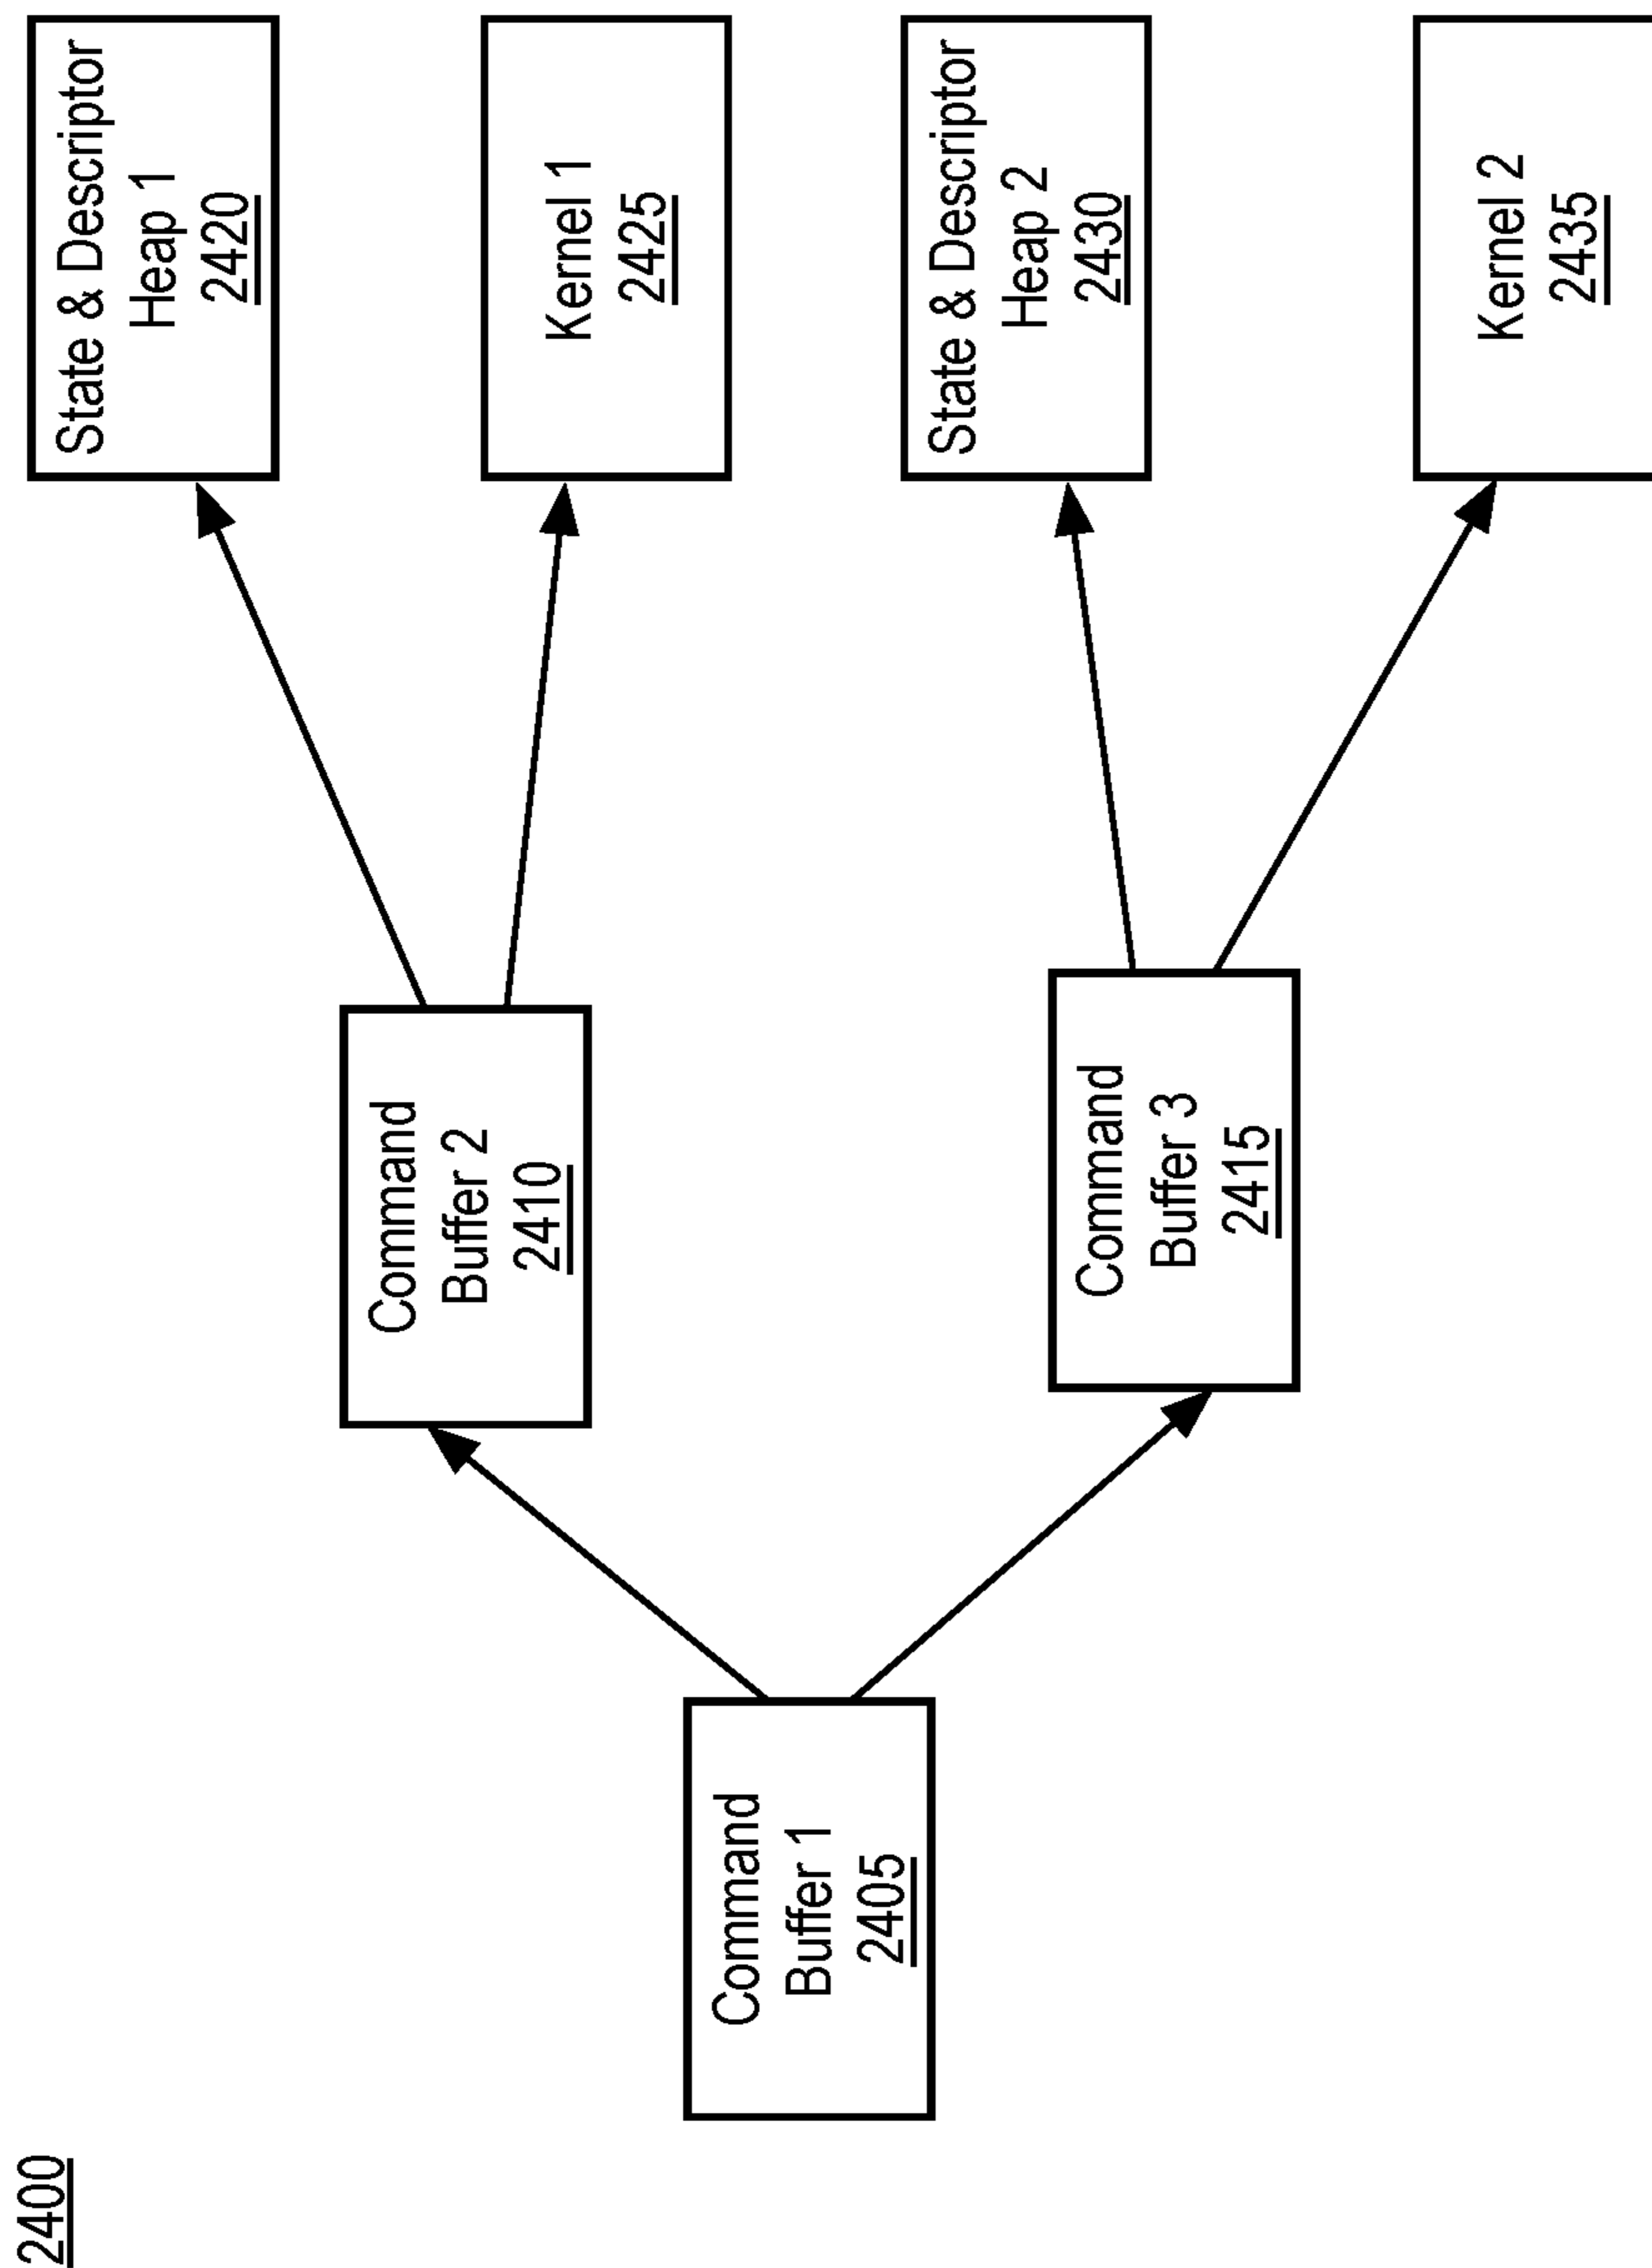 2400
Command
Buffer 1
2405
Command
Buffer 2
2410
Command
Buffer 3
2415
State & Descriptor
Heap 1
2420
Kernel 1
2425
State & Descriptor
Heap 2
2430
Kernel 2
2435